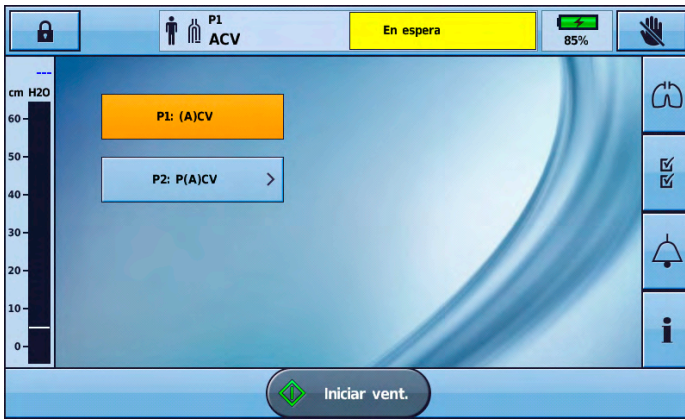 P1
ACV
En espera
85%
---
cm H2O
60
P1: (A)CV
50
P2: P(A)CV
40
30
20
10
0
Iniciar vent.